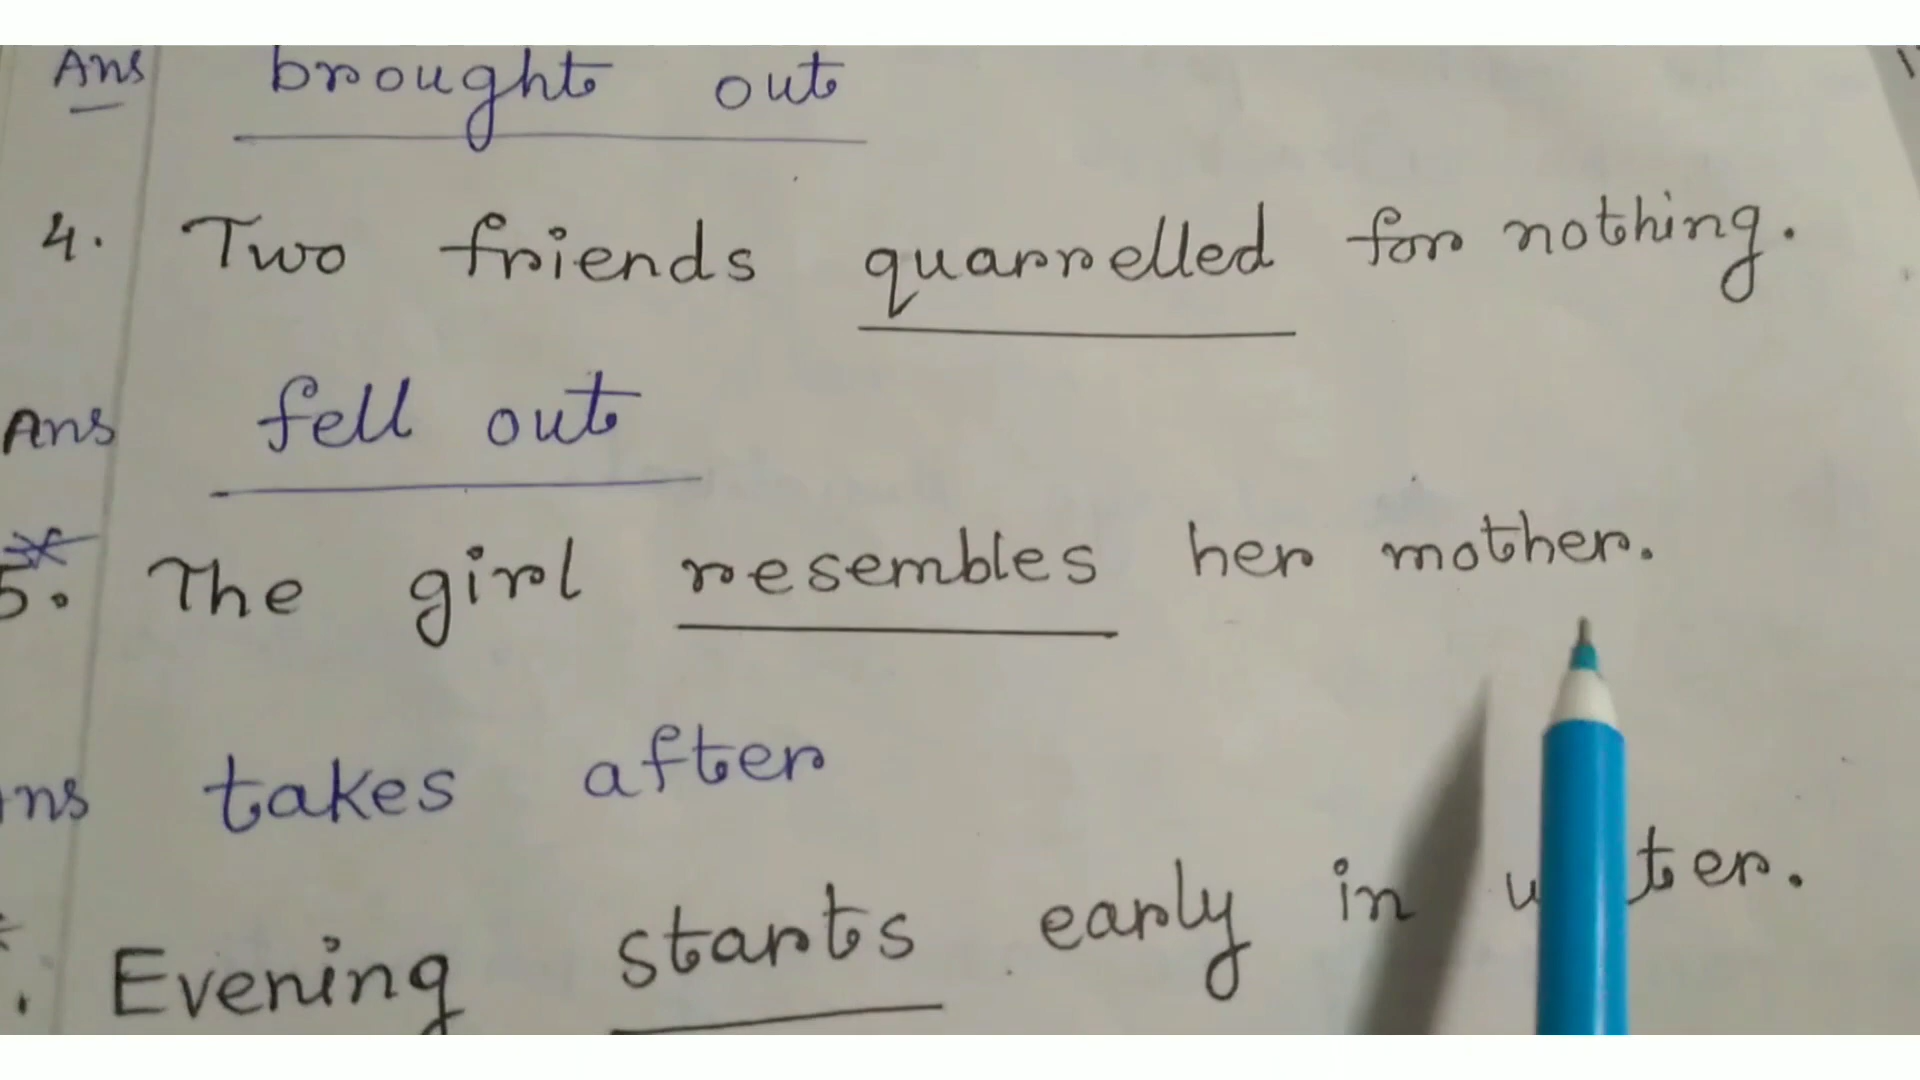 Ans brought out
4. Two friends quarrelled for nothing.
Ans fell out
5. The girl resembles her mother.
ns takes after
. Evening starts early in ter.